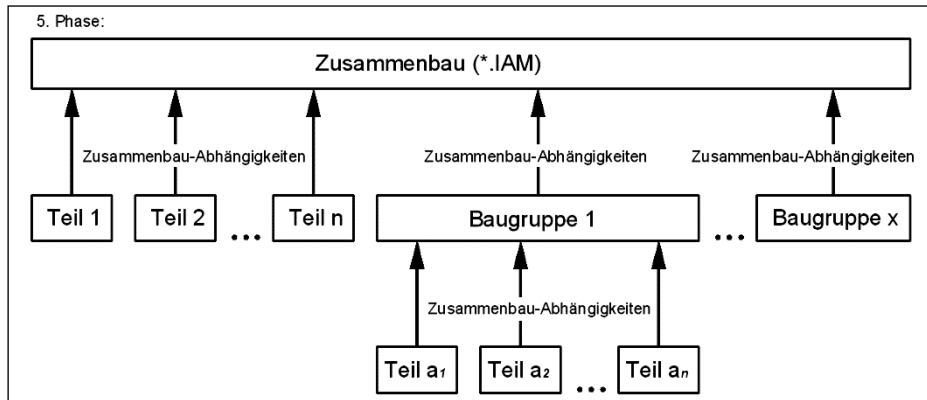 5. Phase:
Zusammenbau (*.IAM)
Zusammenbau-Abhängigkeiten
Zusammenbau-Abhängigkeiten
Zusammenbau-Abhängigkeiten
Teil 1
Teil 2
...
Teil n
Baugruppe 1
...
Baugruppe x
Zusammenbau-Abhängigkeiten
Teil a1
Teil a2
...
Teil an